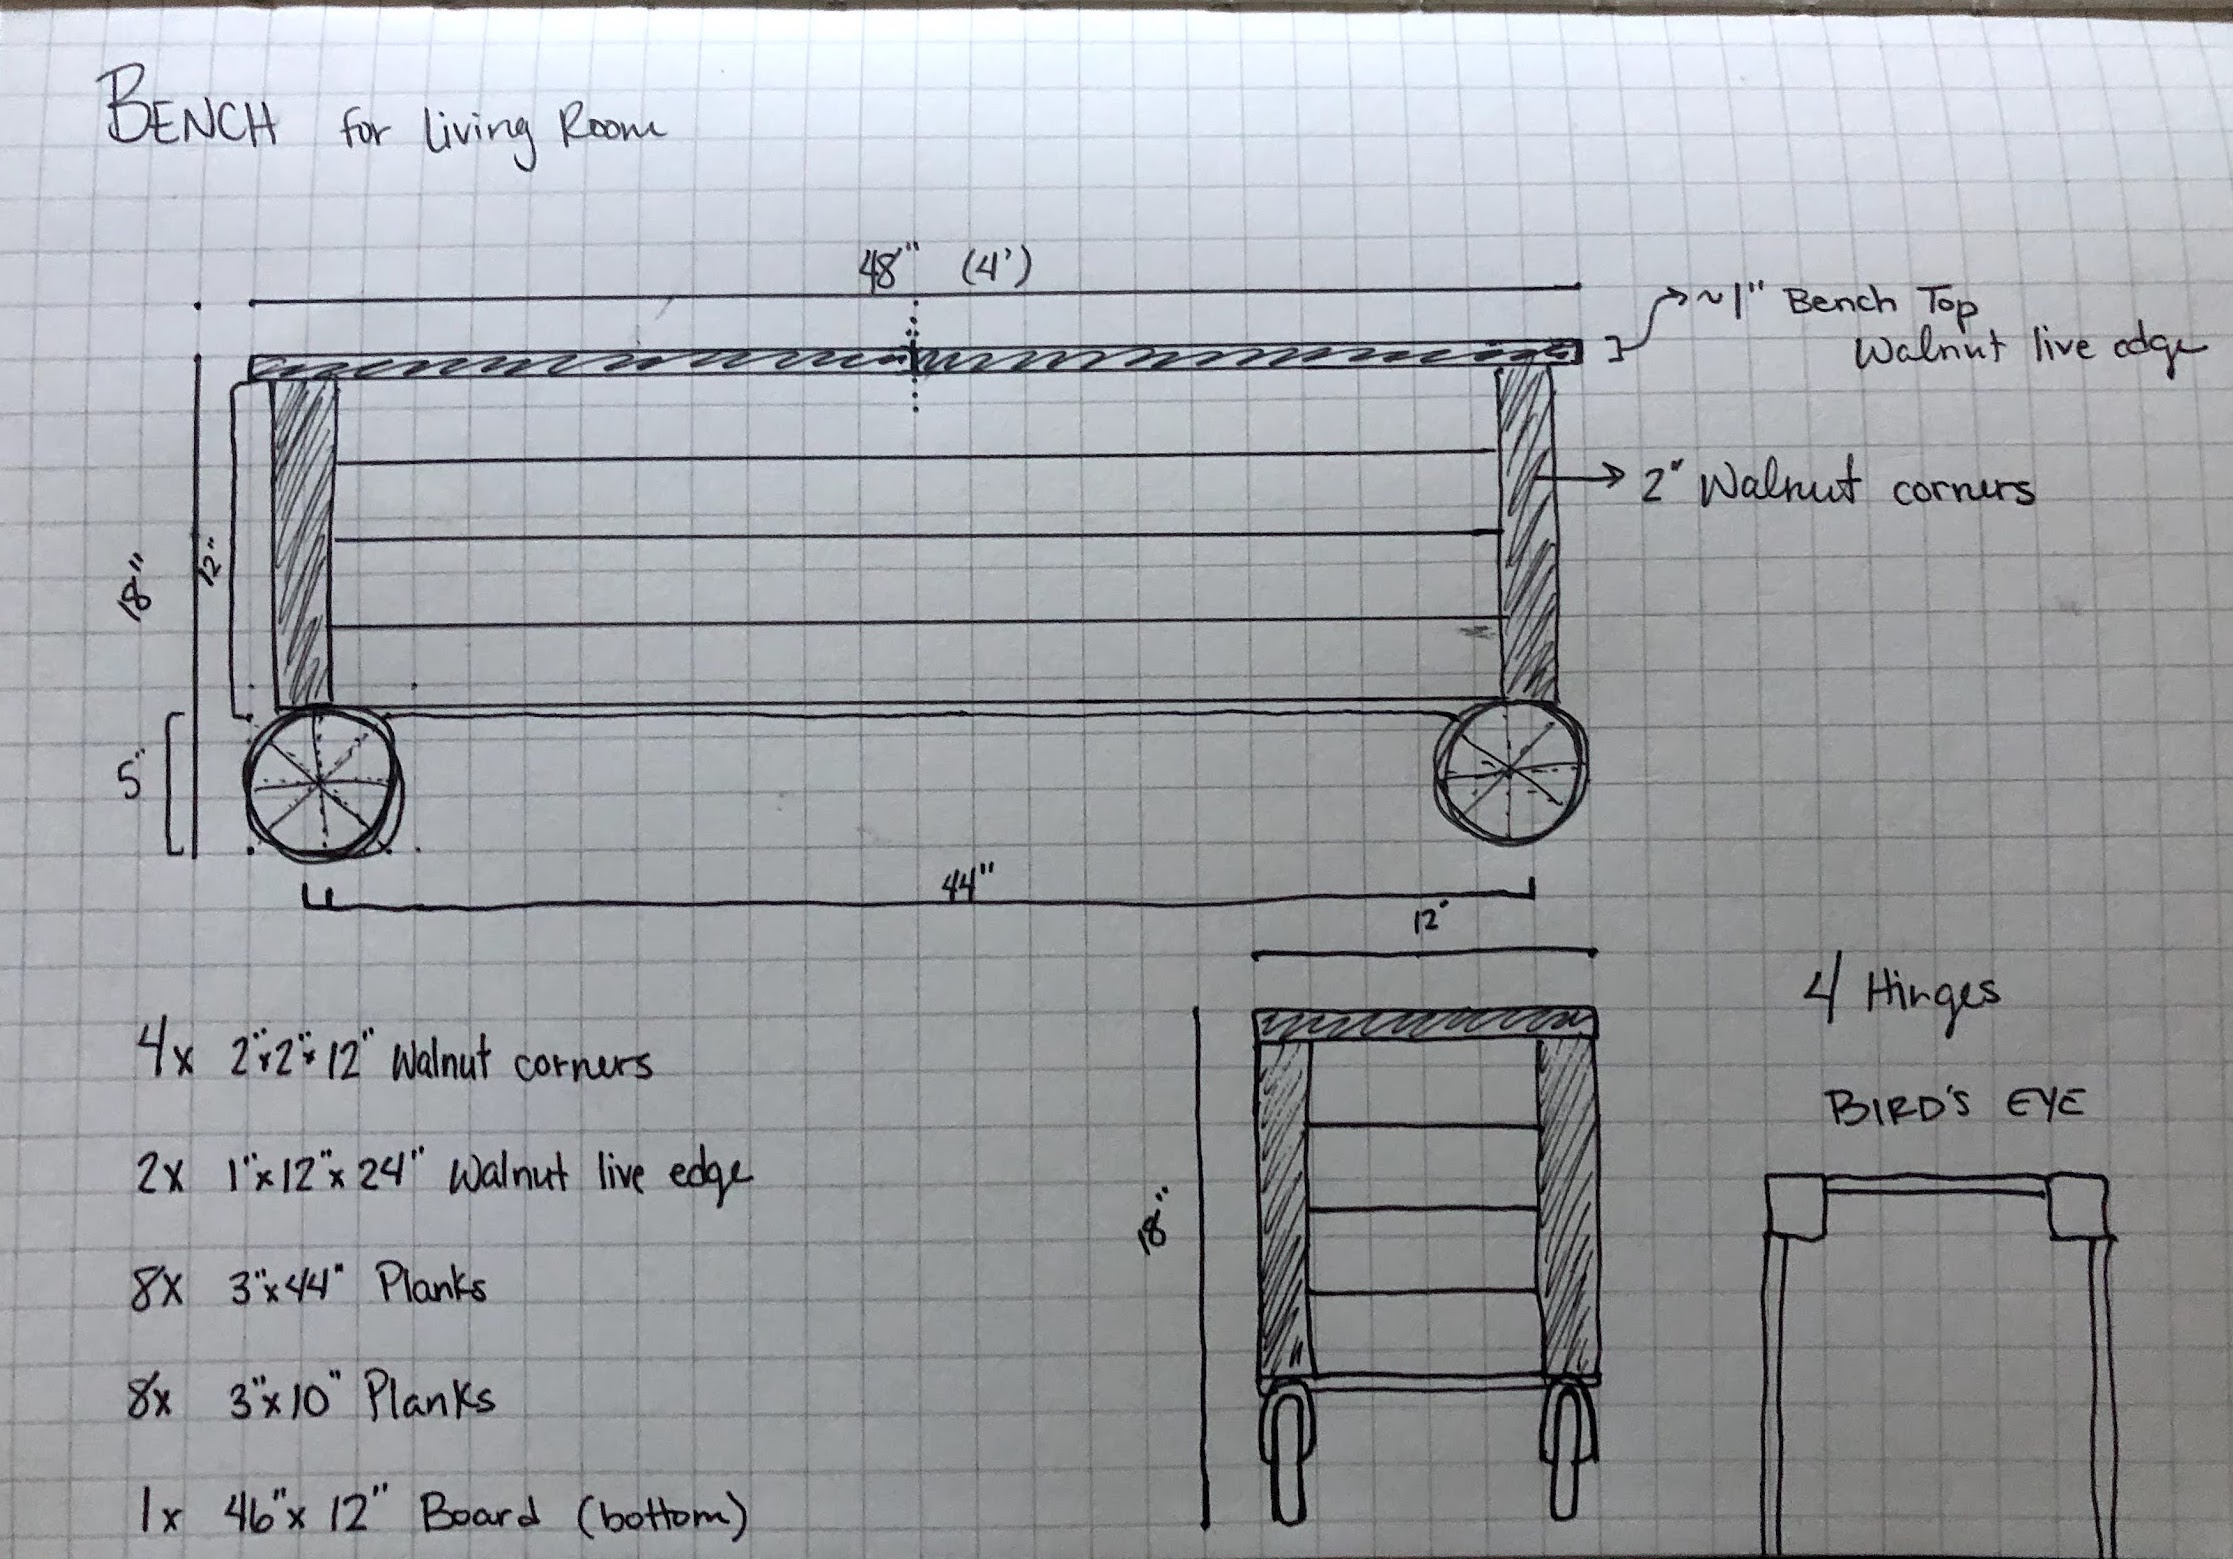 BENCH for Living Room
48" (4')
~1" Bench Top
Walnut live edge
2" Walnut corners
18"
12"
5"
44"
12"
4 Hinges
BIRD'S EYE
18"
4x 2"x2"x12" Walnut corners
2x 1"x12"x24" Walnut live edge
8x 3"x44" Planks
8x 3"x10" Planks
1x 46"x12" Board (bottom)